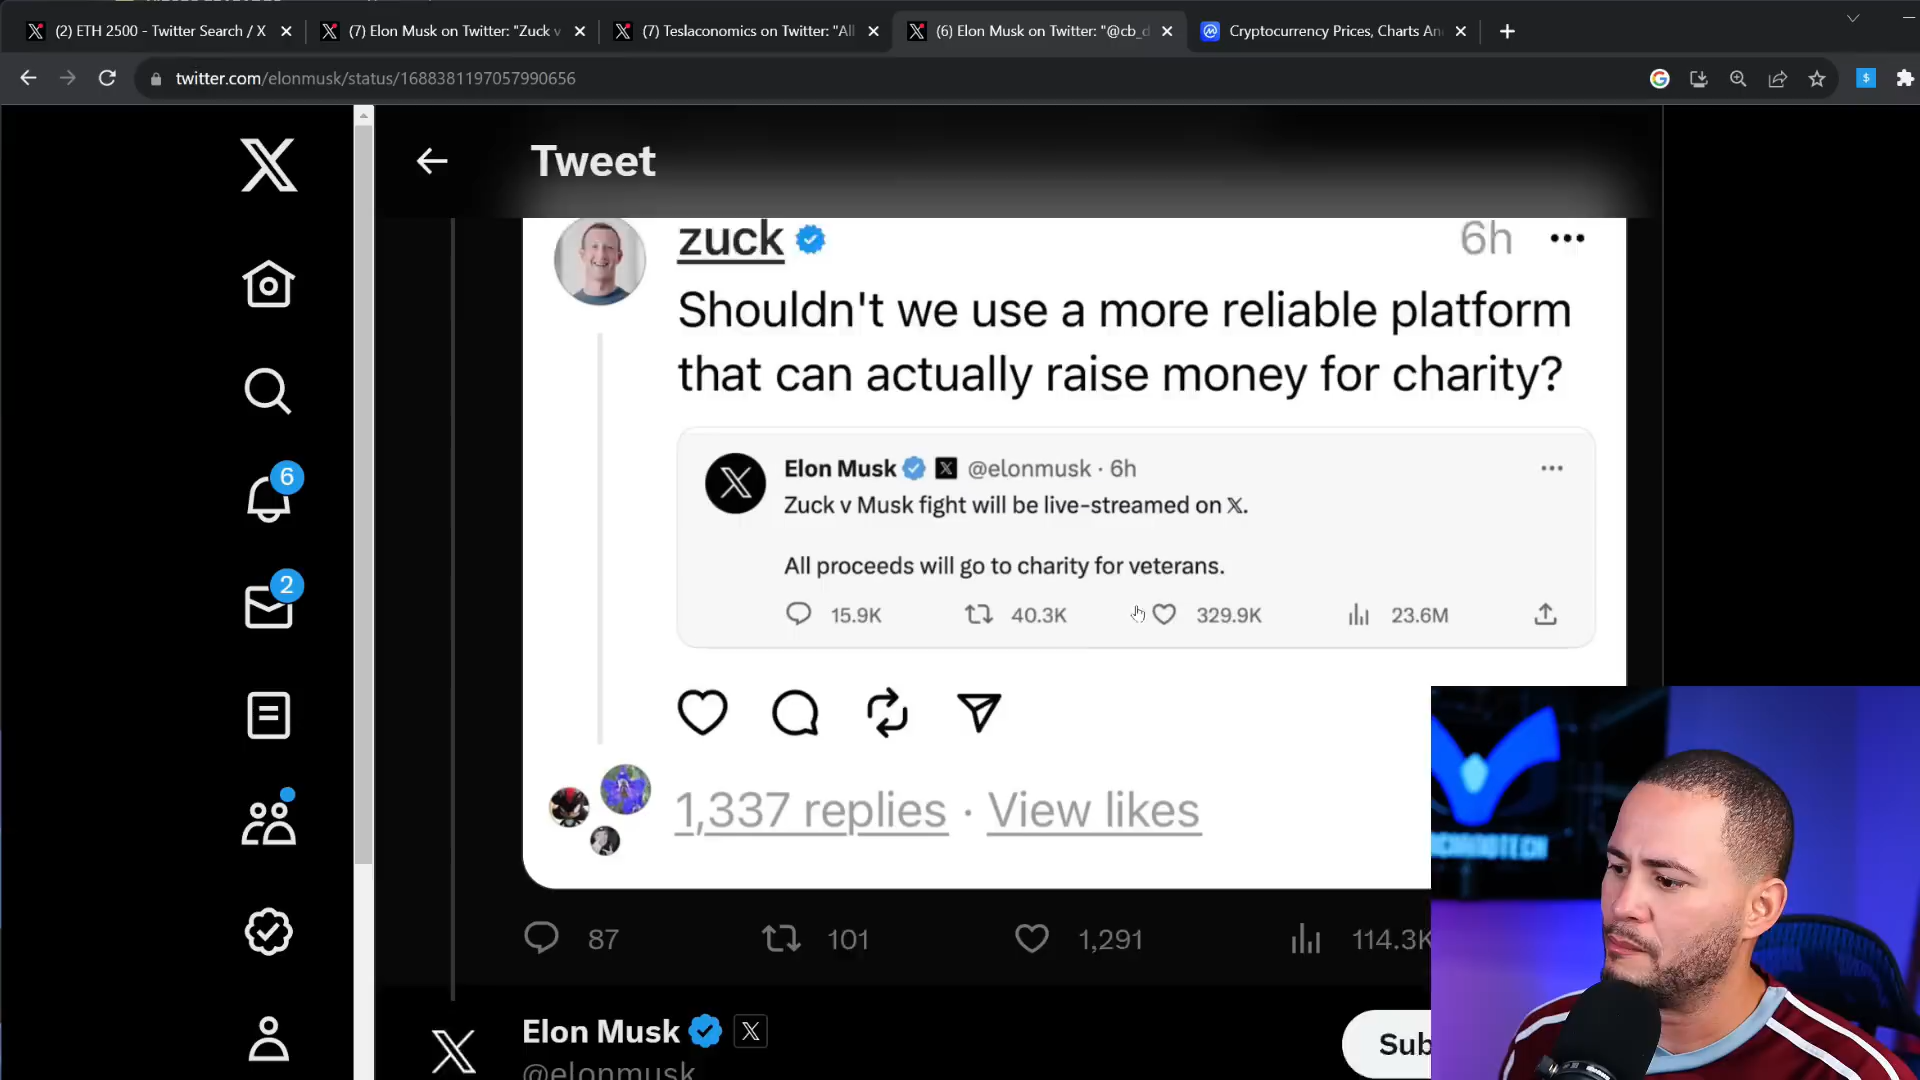 (2) ETH 2500 - Twitter Search / X
(7) Elon Musk on Twitter: "Zuck v
(7) Teslaconomics on Twitter: "All
(6) Elon Musk on Twitter: "@cb_d
Cryptocurrency Prices, Charts An
twitter.com/elonmusk/status/1688381197057990656
Tweet
zuck 6h
Shouldn't we use a more reliable platform
that can actually raise money for charity?
Elon Musk @elonmusk · 6h
Zuck v Musk fight will be live-streamed on 𝕏.
All proceeds will go to charity for veterans.
15.9K 40.3K 329.9K 23.6M
6
2
1,337 replies · View likes
87 101 1,291 114.3K
Elon Musk
@elonmusk
Sub